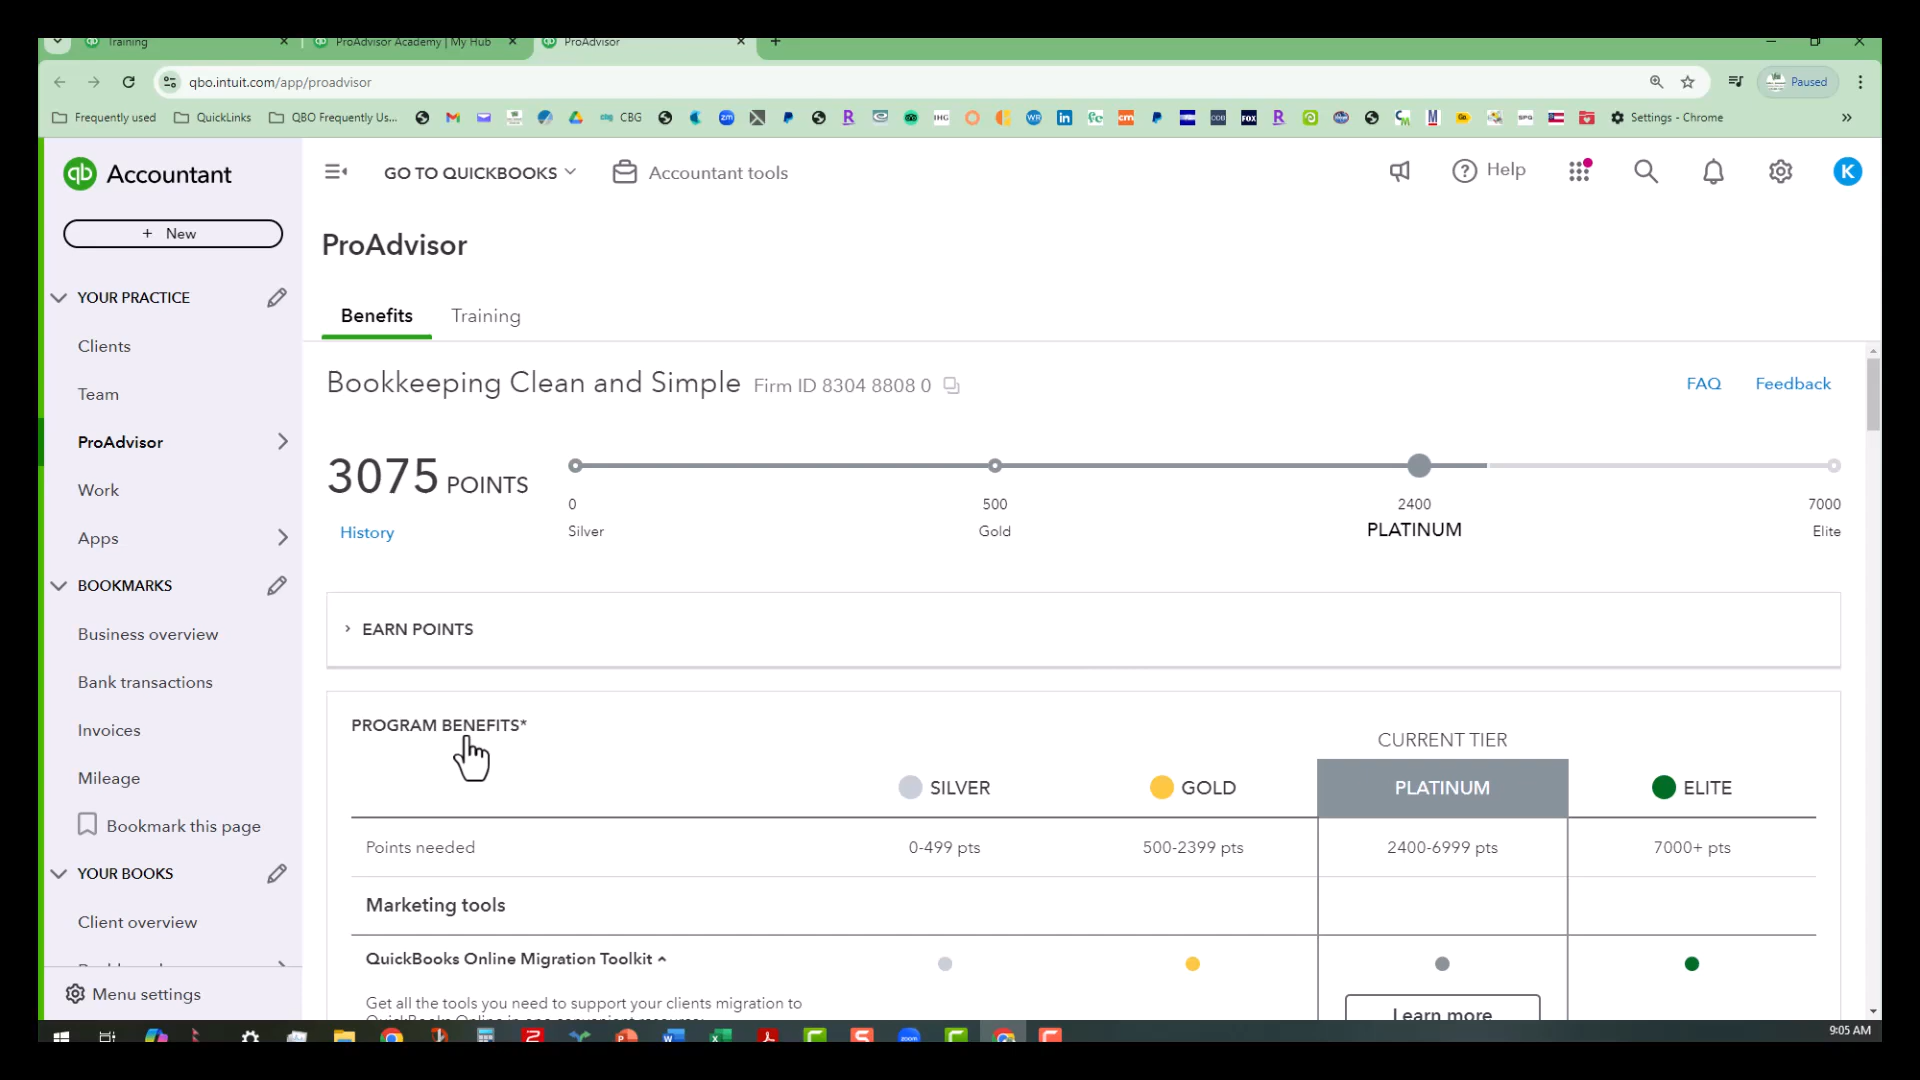 Training
ProAdvisor Academy | My Hub
ProAdvisor
qbo.intuit.com/app/proadvisor
Paused
Frequently used
QuickLinks
QBO Frequently Us...
CBG
Settings - Chrome
qb Accountant
GO TO QUICKBOOKS
Accountant tools
Help
K
+ New
ProAdvisor
YOUR PRACTICE
Benefits
Training
Clients
Bookkeeping Clean and Simple Firm ID 8304 8808 0
FAQ
Feedback
Team
ProAdvisor
3075 POINTS
Work
0
500
2400
7000
History
Silver
Gold
PLATINUM
Elite
Apps
BOOKMARKS
Business overview
EARN POINTS
Bank transactions
Invoices
PROGRAM BENEFITS*
CURRENT TIER
Mileage
SILVER
GOLD
PLATINUM
ELITE
Bookmark this page
Points needed
0-499 pts
500-2399 pts
2400-6999 pts
7000+ pts
YOUR BOOKS
Marketing tools
Client overview
QuickBooks Online Migration Toolkit
Get all the tools you need to support your clients migration to
Learn more
Menu settings
9:05 AM